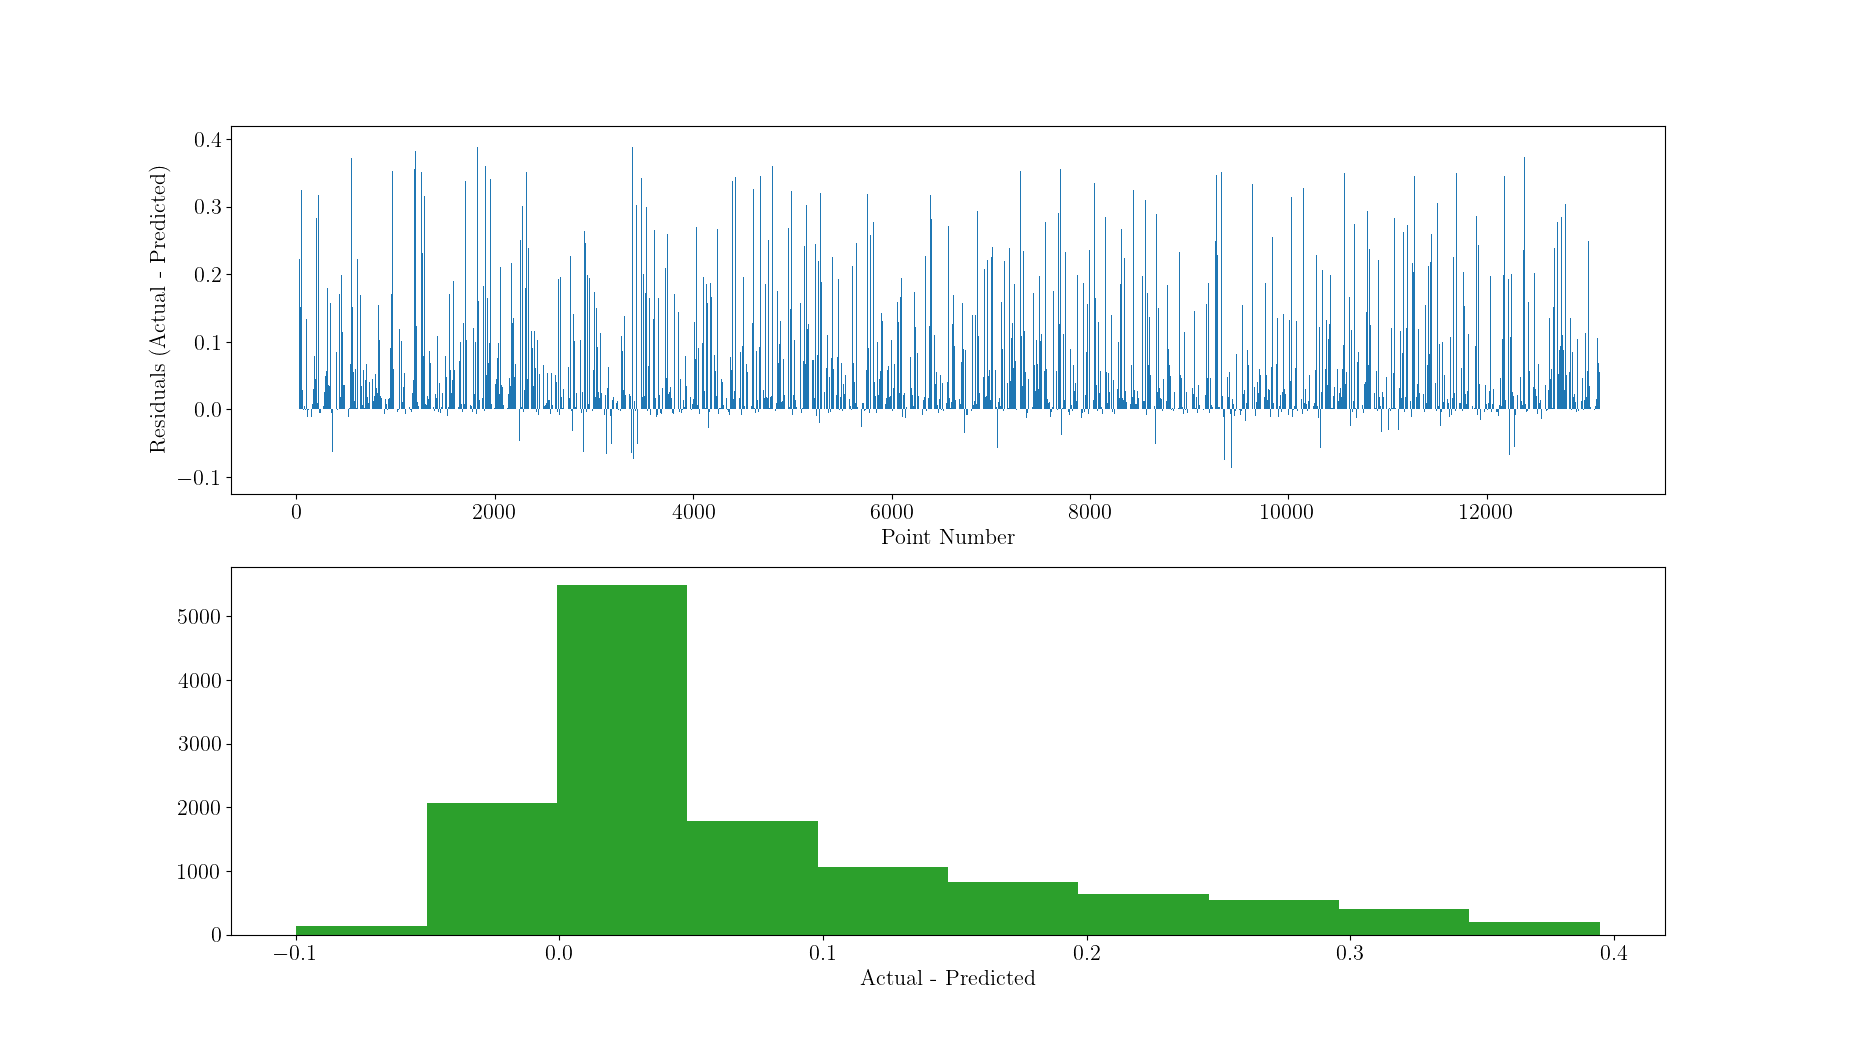 0.4
0.3
0.2
0.1
0.0
−0.1
Residuals (Actual - Predicted)
0 2000 4000 6000 8000 10000 12000
Point Number
5000
4000
3000
2000
1000
0
−0.1 0.0 0.1 0.2 0.3 0.4
Actual - Predicted